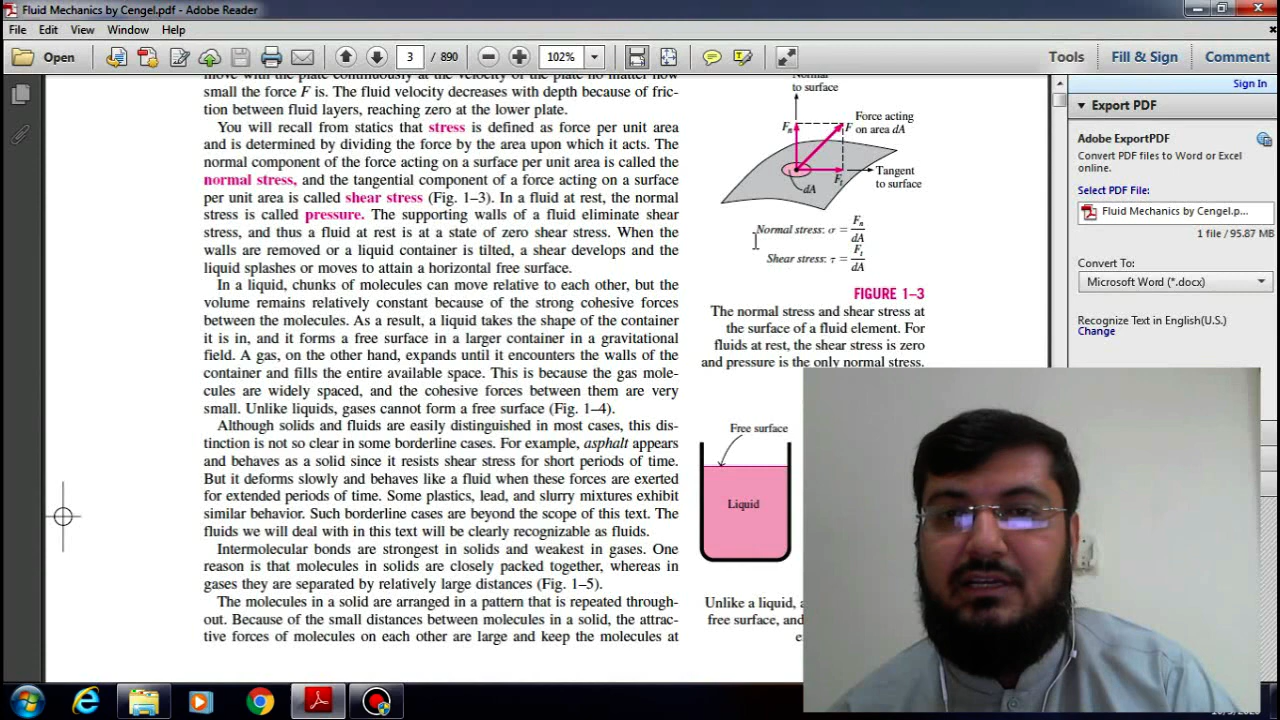 Fluid Mechanics by Cengel.pdf - Adobe Reader
File Edit View Window Help
Open 3 / 890 102% Tools Fill & Sign Comment
move with the plate continuously at the velocity of the plate no matter how
small the force F is. The fluid velocity decreases with depth because of fric-
tion between fluid layers, reaching zero at the lower plate.
You will recall from statics that stress is defined as force per unit area
and is determined by dividing the force by the area upon which it acts. The
normal component of the force acting on a surface per unit area is called the
normal stress, and the tangential component of a force acting on a surface
per unit area is called shear stress (Fig. 1–3). In a fluid at rest, the normal
stress is called pressure. The supporting walls of a fluid eliminate shear
stress, and thus a fluid at rest is at a state of zero shear stress. When the
walls are removed or a liquid container is tilted, a shear develops and the
liquid splashes or moves to attain a horizontal free surface.
In a liquid, chunks of molecules can move relative to each other, but the
volume remains relatively constant because of the strong cohesive forces
between the molecules. As a result, a liquid takes the shape of the container
it is in, and it forms a free surface in a larger container in a gravitational
field. A gas, on the other hand, expands until it encounters the walls of the
container and fills the entire available space. This is because the gas mole-
cules are widely spaced, and the cohesive forces between them are very
small. Unlike liquids, gases cannot form a free surface (Fig. 1–4).
Although solids and fluids are easily distinguished in most cases, this dis-
tinction is not so clear in some borderline cases. For example, asphalt appears
and behaves as a solid since it resists shear stress for short periods of time.
But it deforms slowly and behaves like a fluid when these forces are exerted
for extended periods of time. Some plastics, lead, and slurry mixtures exhibit
similar behavior. Such borderline cases are beyond the scope of this text. The
fluids we will deal with in this text will be clearly recognizable as fluids.
Intermolecular bonds are strongest in solids and weakest in gases. One
reason is that molecules in solids are closely packed together, whereas in
gases they are separated by relatively large distances (Fig. 1–5).
The molecules in a solid are arranged in a pattern that is repeated through-
out. Because of the small distances between molecules in a solid, the attrac-
tive forces of molecules on each other are large and keep the molecules at
Normal
to surface
Fn
F
Force acting
on area dA
Tangent
to surface
Ft
dA
Normal stress: σ = Fn/dA
Shear stress: τ = Ft/dA
FIGURE 1–3
The normal stress and shear stress at
the surface of a fluid element. For
fluids at rest, the shear stress is zero
and pressure is the only normal stress.
Free surface
Liquid
Unlike a liquid,
free surface, and
Sign In
Export PDF
Adobe ExportPDF
Convert PDF files to Word or Excel
online.
Select PDF File:
Fluid Mechanics by Cengel.p...
1 file / 95.87 MB
Convert To:
Microsoft Word (*.docx)
Recognize Text in English(U.S.)
Change